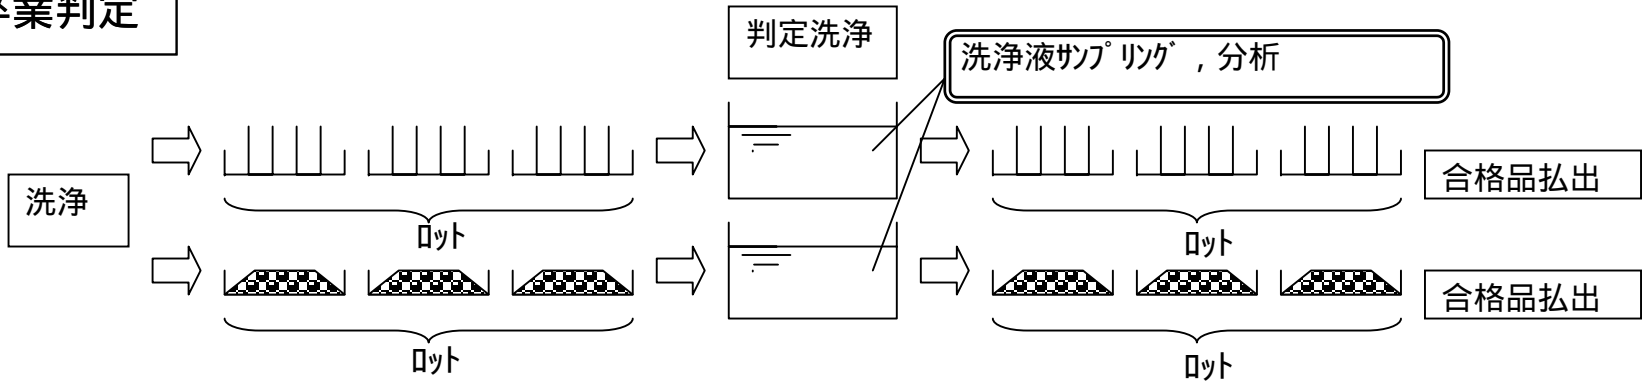 卒業判定
判定洗浄
洗浄液ｻﾝﾌﾟﾘﾝｸﾞ，分析
洗浄
ﾛｯﾄ
ﾛｯﾄ
合格品払出
ﾛｯﾄ
ﾛｯﾄ
合格品払出